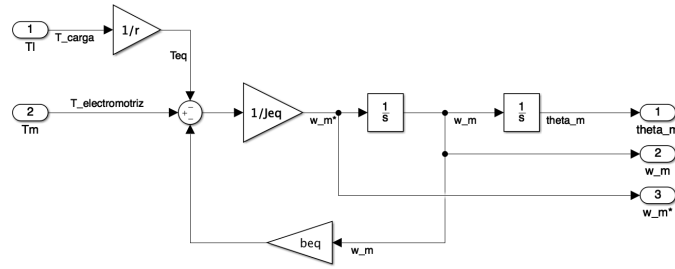 1
Tl
T_carga
1/r
Teq
2
Tm
T_electromotriz
+
−
−
1/Jeq
w_m*
1
s
w_m
1
s
theta_m
1
theta_m
2
w_m
3
w_m*
beq
w_m